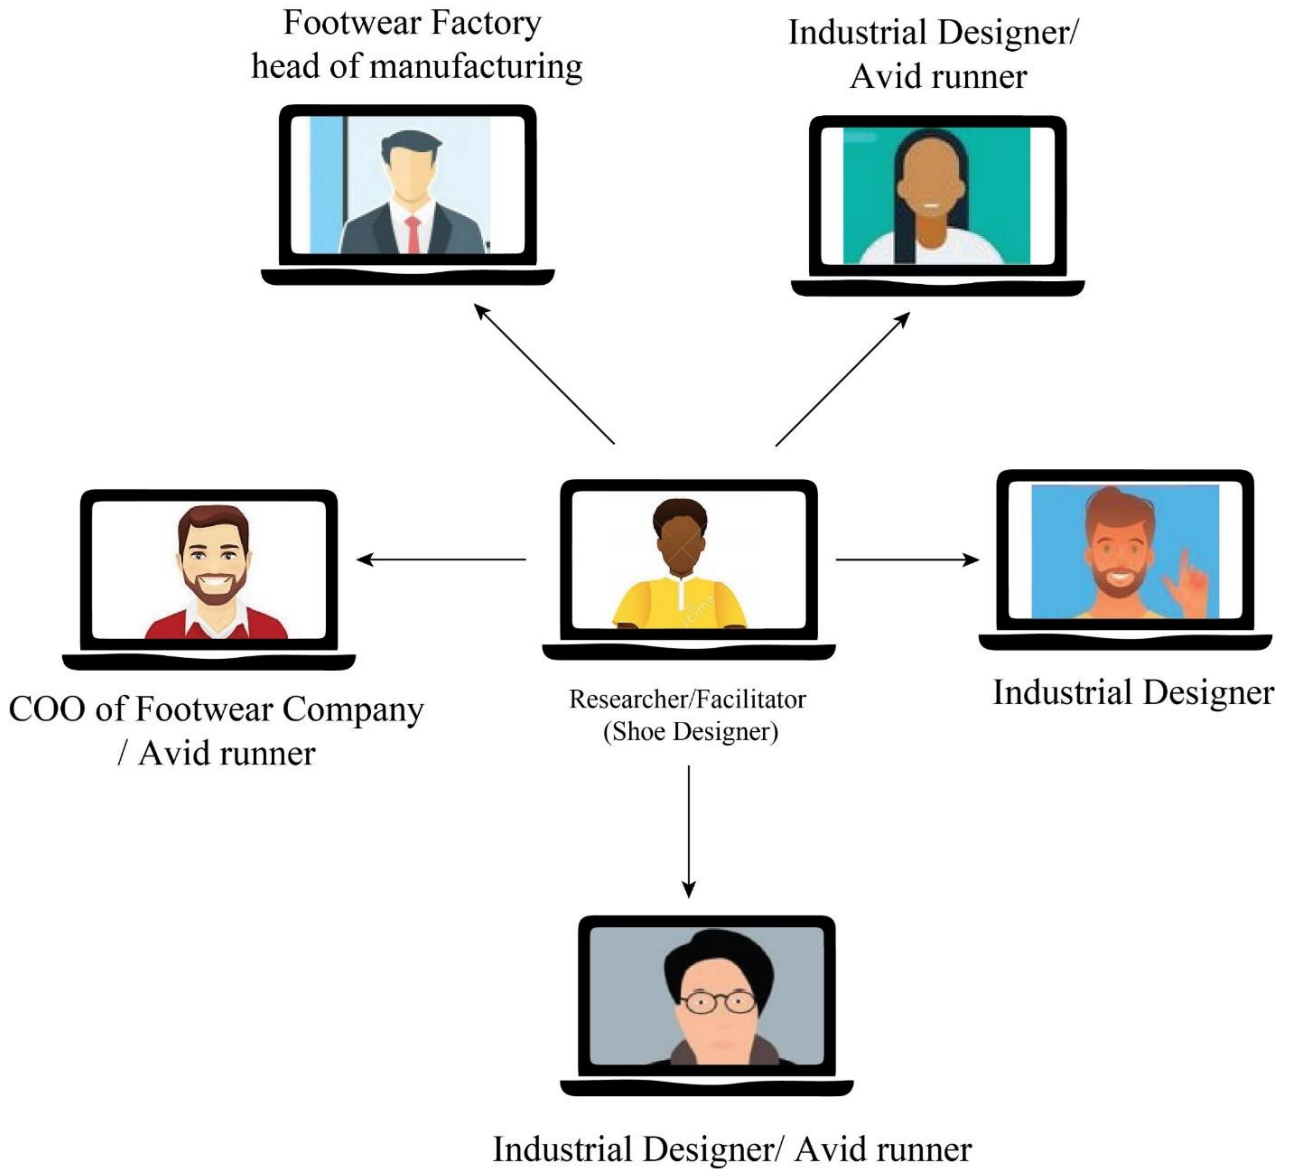 Footwear Factory
head of manufacturing
Industrial Designer/
Avid runner
COO of Footwear Company
/ Avid runner
Researcher/Facilitator
(Shoe Designer)
Industrial Designer
Industrial Designer/ Avid runner